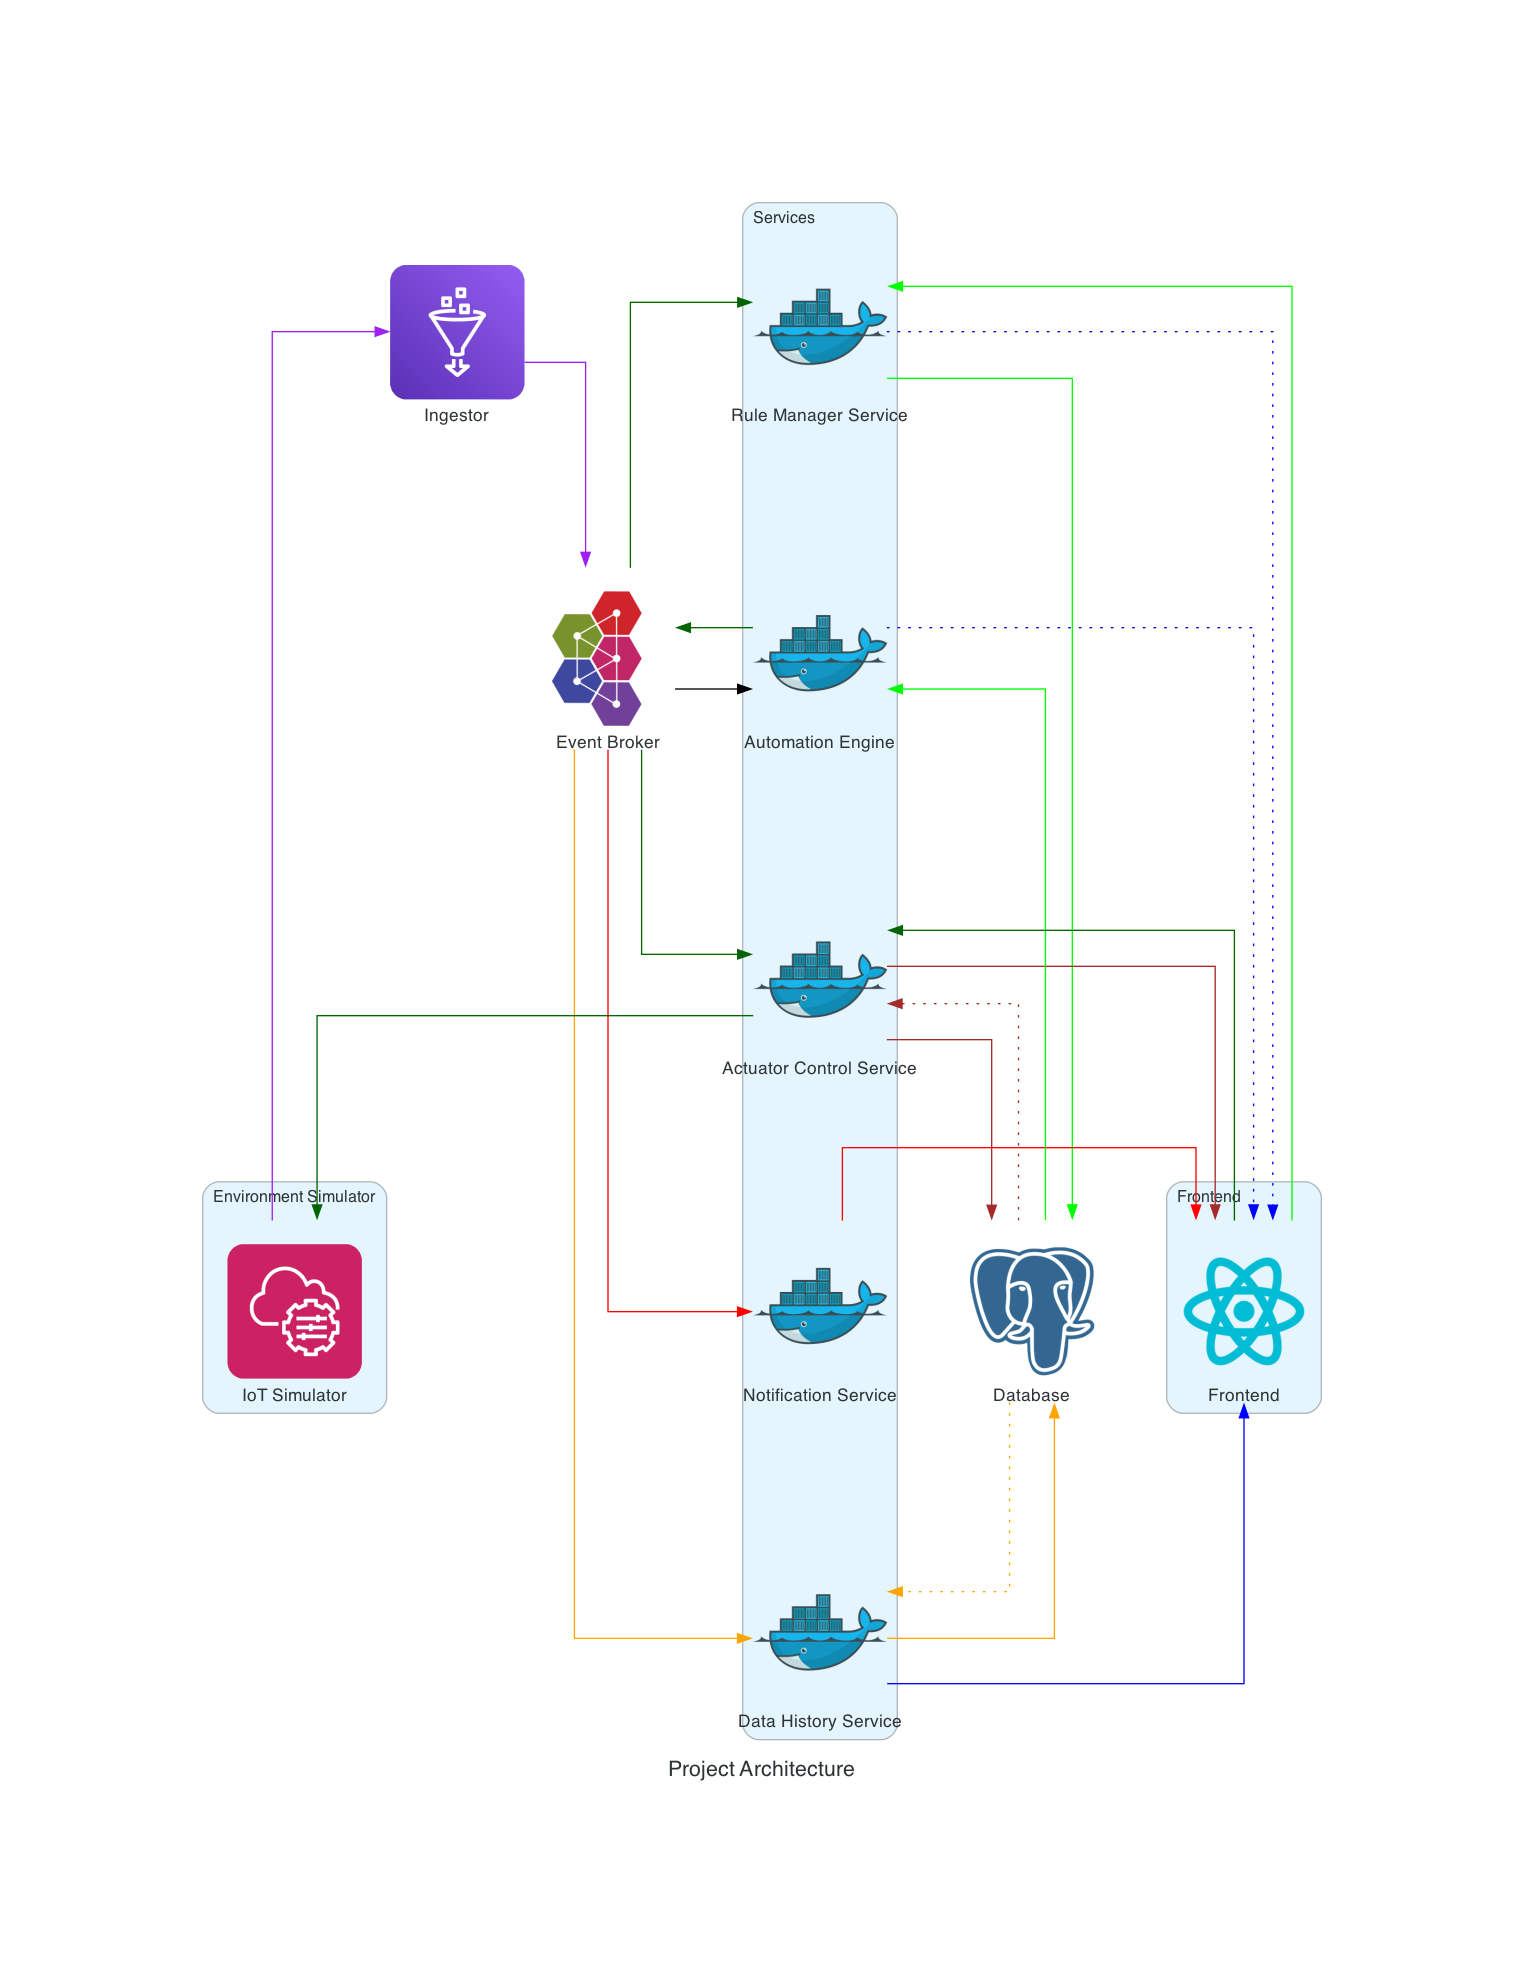 Services
Ingestor
Rule Manager Service
Event Broker
Automation Engine
Actuator Control Service
Environment Simulator
Frontend
IoT Simulator
Notification Service
Database
Frontend
Data History Service
Project Architecture